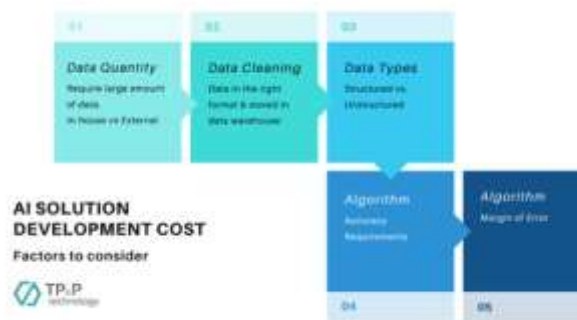 01
Data Quantity
Require large amount
of data
In house vs External
02
Data Cleaning
Data in the right
format & stored in
data warehouse
03
Data Types
Structured vs
Unstructured
Algorithm
Accuracy
Requirements
04
Algorithm
Margin of Error
05
AI SOLUTION
DEVELOPMENT COST
Factors to consider
TP&P
technology